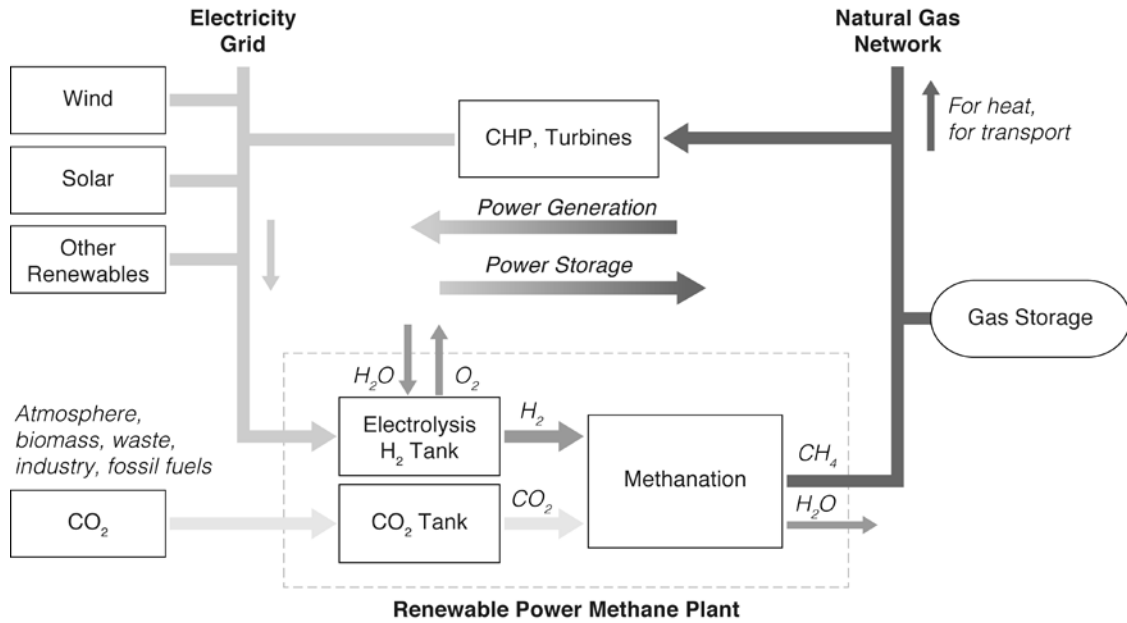 Electricity
Grid
Natural Gas
Network
Wind
Solar
Other
Renewables
CHP, Turbines
For heat,
for transport
Power Generation
Power Storage
Gas Storage
H₂O
O₂
Atmosphere,
biomass, waste,
industry, fossil fuels
CO₂
Electrolysis
H₂ Tank
H₂
CO₂ Tank
CO₂
Methanation
CH₄
H₂O
Renewable Power Methane Plant